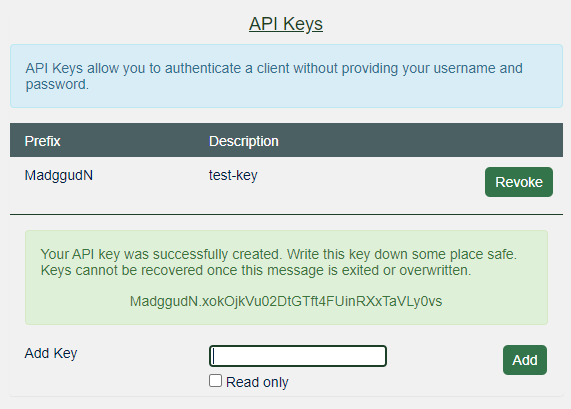 API Keys
API Keys allow you to authenticate a client without providing your username and
password.
Prefix Description
MadggudN test-key Revoke
Your API key was successfully created. Write this key down some place safe.
Keys cannot be recovered once this message is exited or overwritten.
MadggudN.xokOjkVu02DtGTft4FUinRXxTaVLy0vs
Add Key Add
Read only